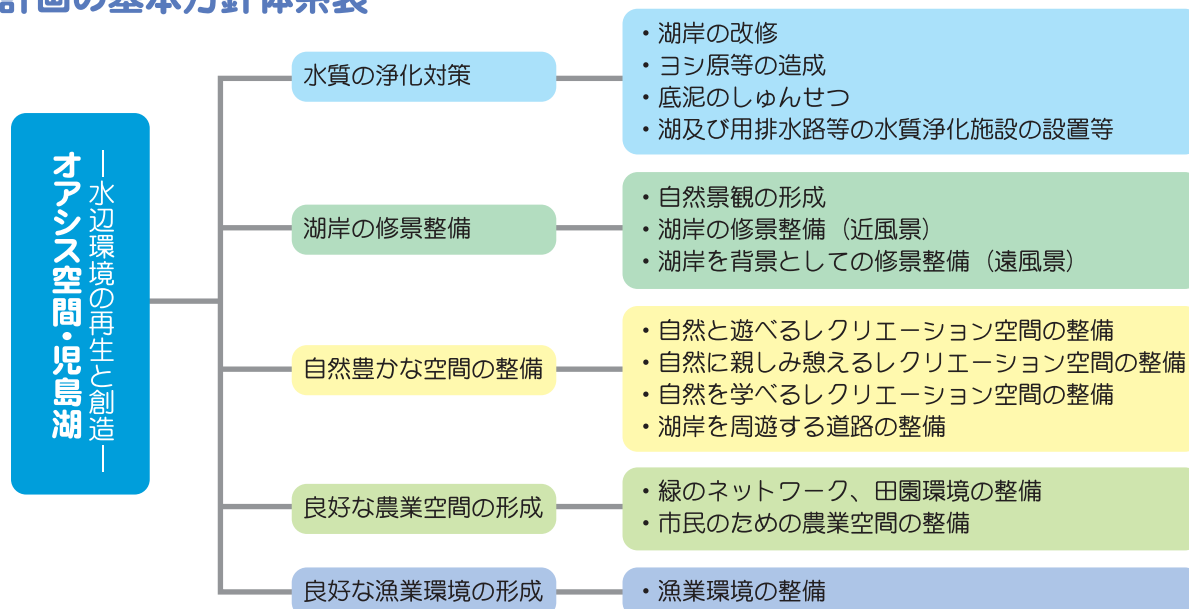 計画の基本方針体系表
オアシス空間・児島湖
―水辺環境の再生と創造―
水質の浄化対策
・湖岸の改修
・ヨシ原等の造成
・底泥のしゅんせつ
・湖及び用排水路等の水質浄化施設の設置等
湖岸の修景整備
・自然景観の形成
・湖岸の修景整備（近風景）
・湖岸を背景としての修景整備（遠風景）
自然豊かな空間の整備
・自然と遊べるレクリエーション空間の整備
・自然に親しみ憩えるレクリエーション空間の整備
・自然を学べるレクリエーション空間の整備
・湖岸を周遊する道路の整備
良好な農業空間の形成
・緑のネットワーク、田園環境の整備
・市民のための農業空間の整備
良好な漁業環境の形成
・漁業環境の整備